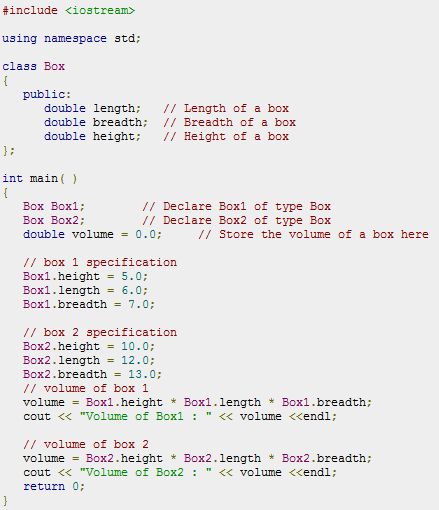 #include <iostream>
using namespace std;
class Box
{
public:
double length; // Length of a box
double breadth; // Breadth of a box
double height; // Height of a box
};
int main( )
{
Box Box1; // Declare Box1 of type Box
Box Box2; // Declare Box2 of type Box
double volume = 0.0; // Store the volume of a box here
// box 1 specification
Box1.height = 5.0;
Box1.length = 6.0;
Box1.breadth = 7.0;
// box 2 specification
Box2.height = 10.0;
Box2.length = 12.0;
Box2.breadth = 13.0;
// volume of box 1
volume = Box1.height * Box1.length * Box1.breadth;
cout << "Volume of Box1 : " << volume <<endl;
// volume of box 2
volume = Box2.height * Box2.length * Box2.breadth;
cout << "Volume of Box2 : " << volume <<endl;
return 0;
}